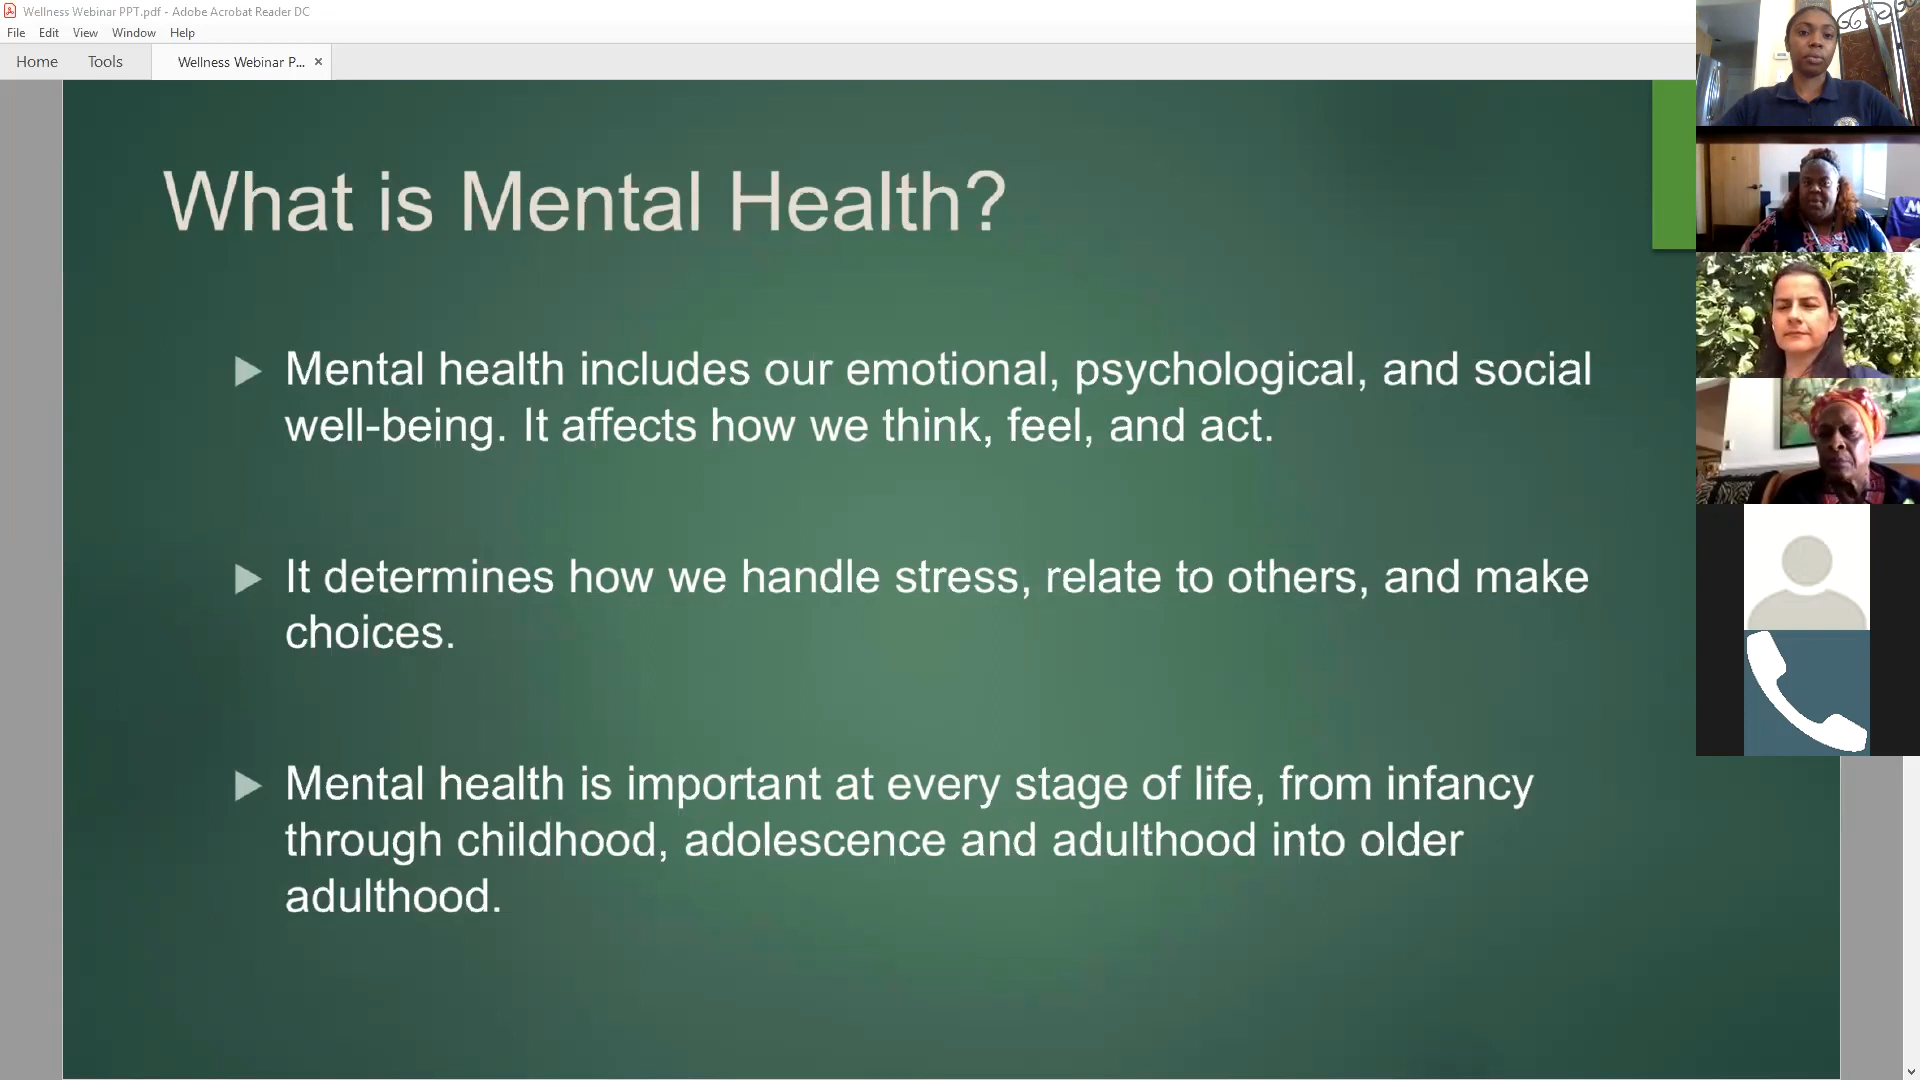 Wellness Webinar PPT.pdf - Adobe Acrobat Reader DC
File Edit View Window Help
Home Tools Wellness Webinar P... ×
What is Mental Health?
Mental health includes our emotional, psychological, and social
well-being. It affects how we think, feel, and act.
It determines how we handle stress, relate to others, and make
choices.
Mental health is important at every stage of life, from infancy
through childhood, adolescence and adulthood into older
adulthood.